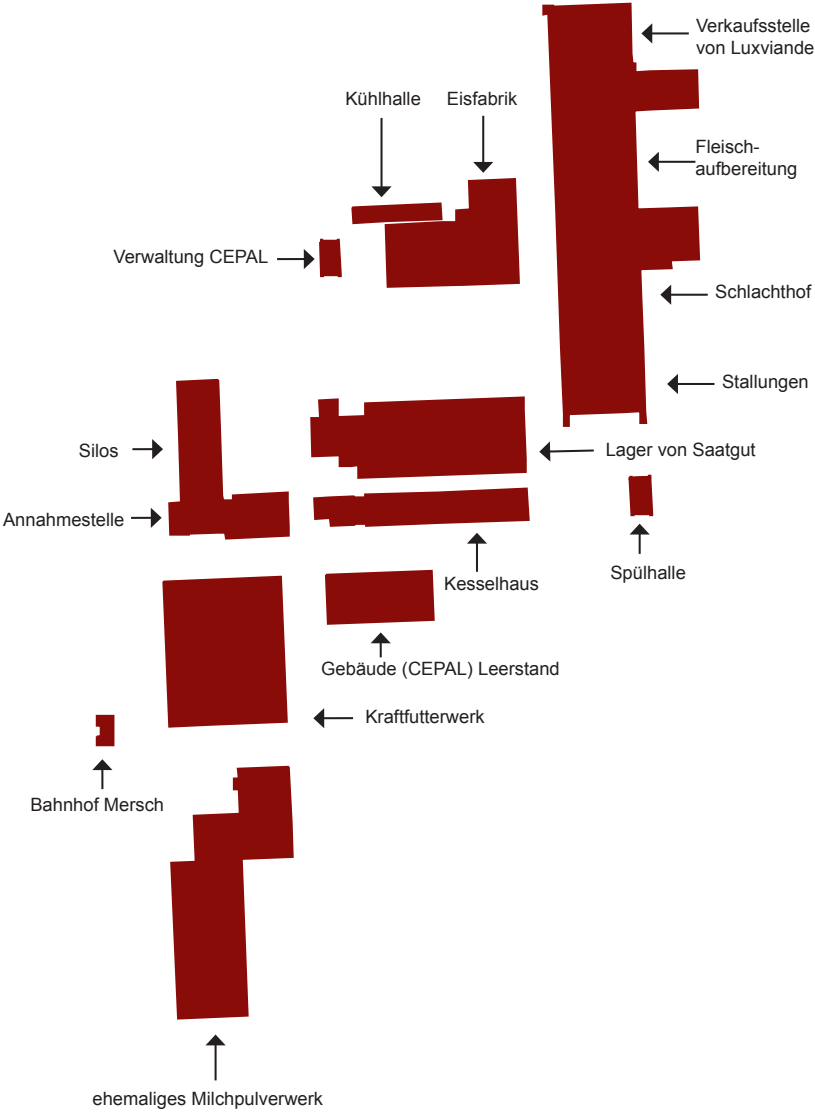 Verkaufsstelle
von Luxviande
Kühlhalle
Eisfabrik
Fleisch-
aufbereitung
Verwaltung CEPAL
Schlachthof
Stallungen
Silos
Lager von Saatgut
Annahmestelle
Spülhalle
Kesselhaus
Gebäude (CEPAL) Leerstand
Kraftfutterwerk
Bahnhof Mersch
ehemaliges Milchpulverwerk